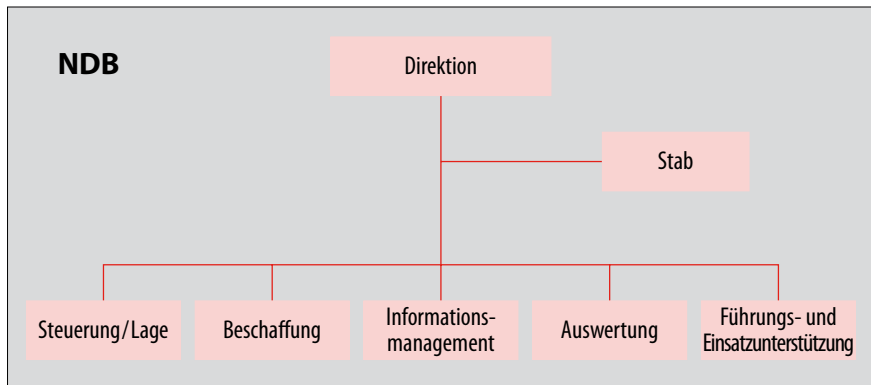 NDB
Direktion
Stab
Steuerung/Lage
Beschaffung
Informations-
management
Auswertung
Führungs- und
Einsatzunterstützung